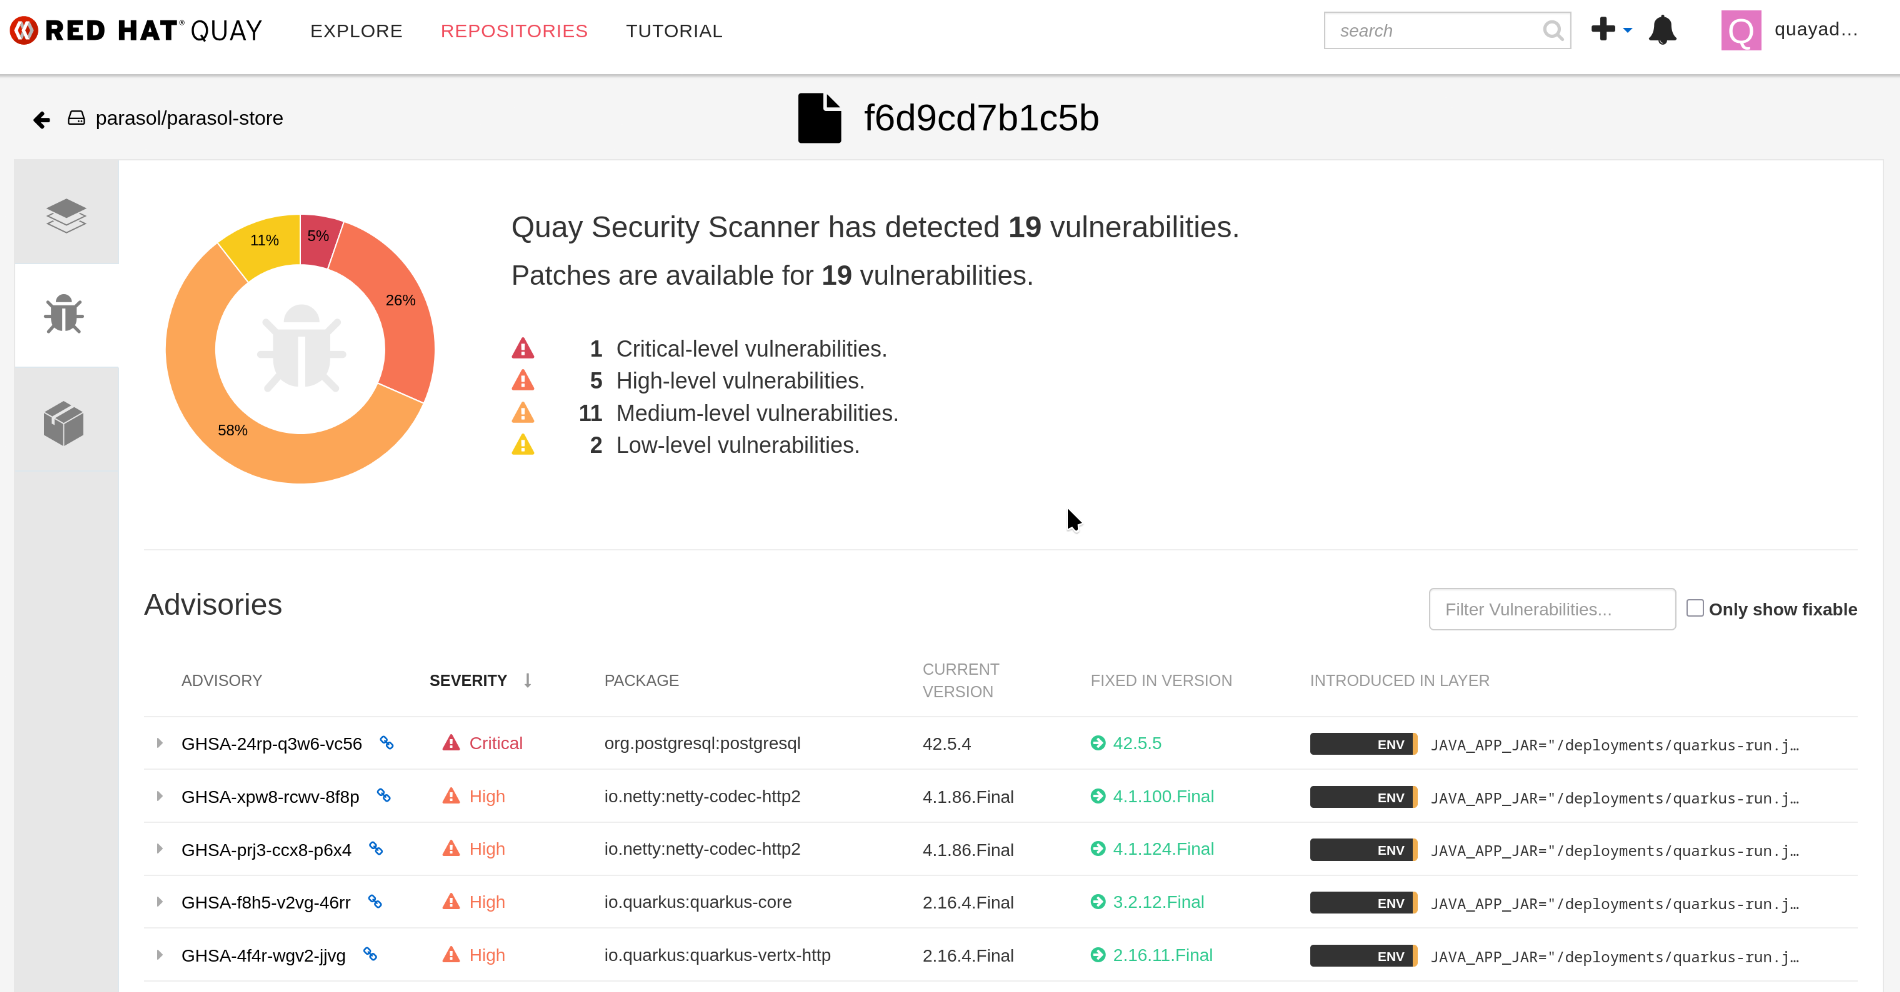 RED HAT® QUAY EXPLORE REPOSITORIES TUTORIAL search Q quayad...
parasol/parasol-store f6d9cd7b1c5b
Quay Security Scanner has detected 19 vulnerabilities.
Patches are available for 19 vulnerabilities.
11% 5%
26%
58%
1 Critical-level vulnerabilities.
5 High-level vulnerabilities.
11 Medium-level vulnerabilities.
2 Low-level vulnerabilities.
Advisories Filter Vulnerabilities... Only show fixable
ADVISORY SEVERITY PACKAGE CURRENT VERSION FIXED IN VERSION INTRODUCED IN LAYER
GHSA-24rp-q3w6-vc56 Critical org.postgresql:postgresql 42.5.4 42.5.5 ENV JAVA_APP_JAR="/deployments/quarkus-run.j…
GHSA-xpw8-rcwv-8f8p High io.netty:netty-codec-http2 4.1.86.Final 4.1.100.Final ENV JAVA_APP_JAR="/deployments/quarkus-run.j…
GHSA-prj3-ccx8-p6x4 High io.netty:netty-codec-http2 4.1.86.Final 4.1.124.Final ENV JAVA_APP_JAR="/deployments/quarkus-run.j…
GHSA-f8h5-v2vg-46rr High io.quarkus:quarkus-core 2.16.4.Final 3.2.12.Final ENV JAVA_APP_JAR="/deployments/quarkus-run.j…
GHSA-4f4r-wgv2-jjvg High io.quarkus:quarkus-vertx-http 2.16.4.Final 2.16.11.Final ENV JAVA_APP_JAR="/deployments/quarkus-run.j…